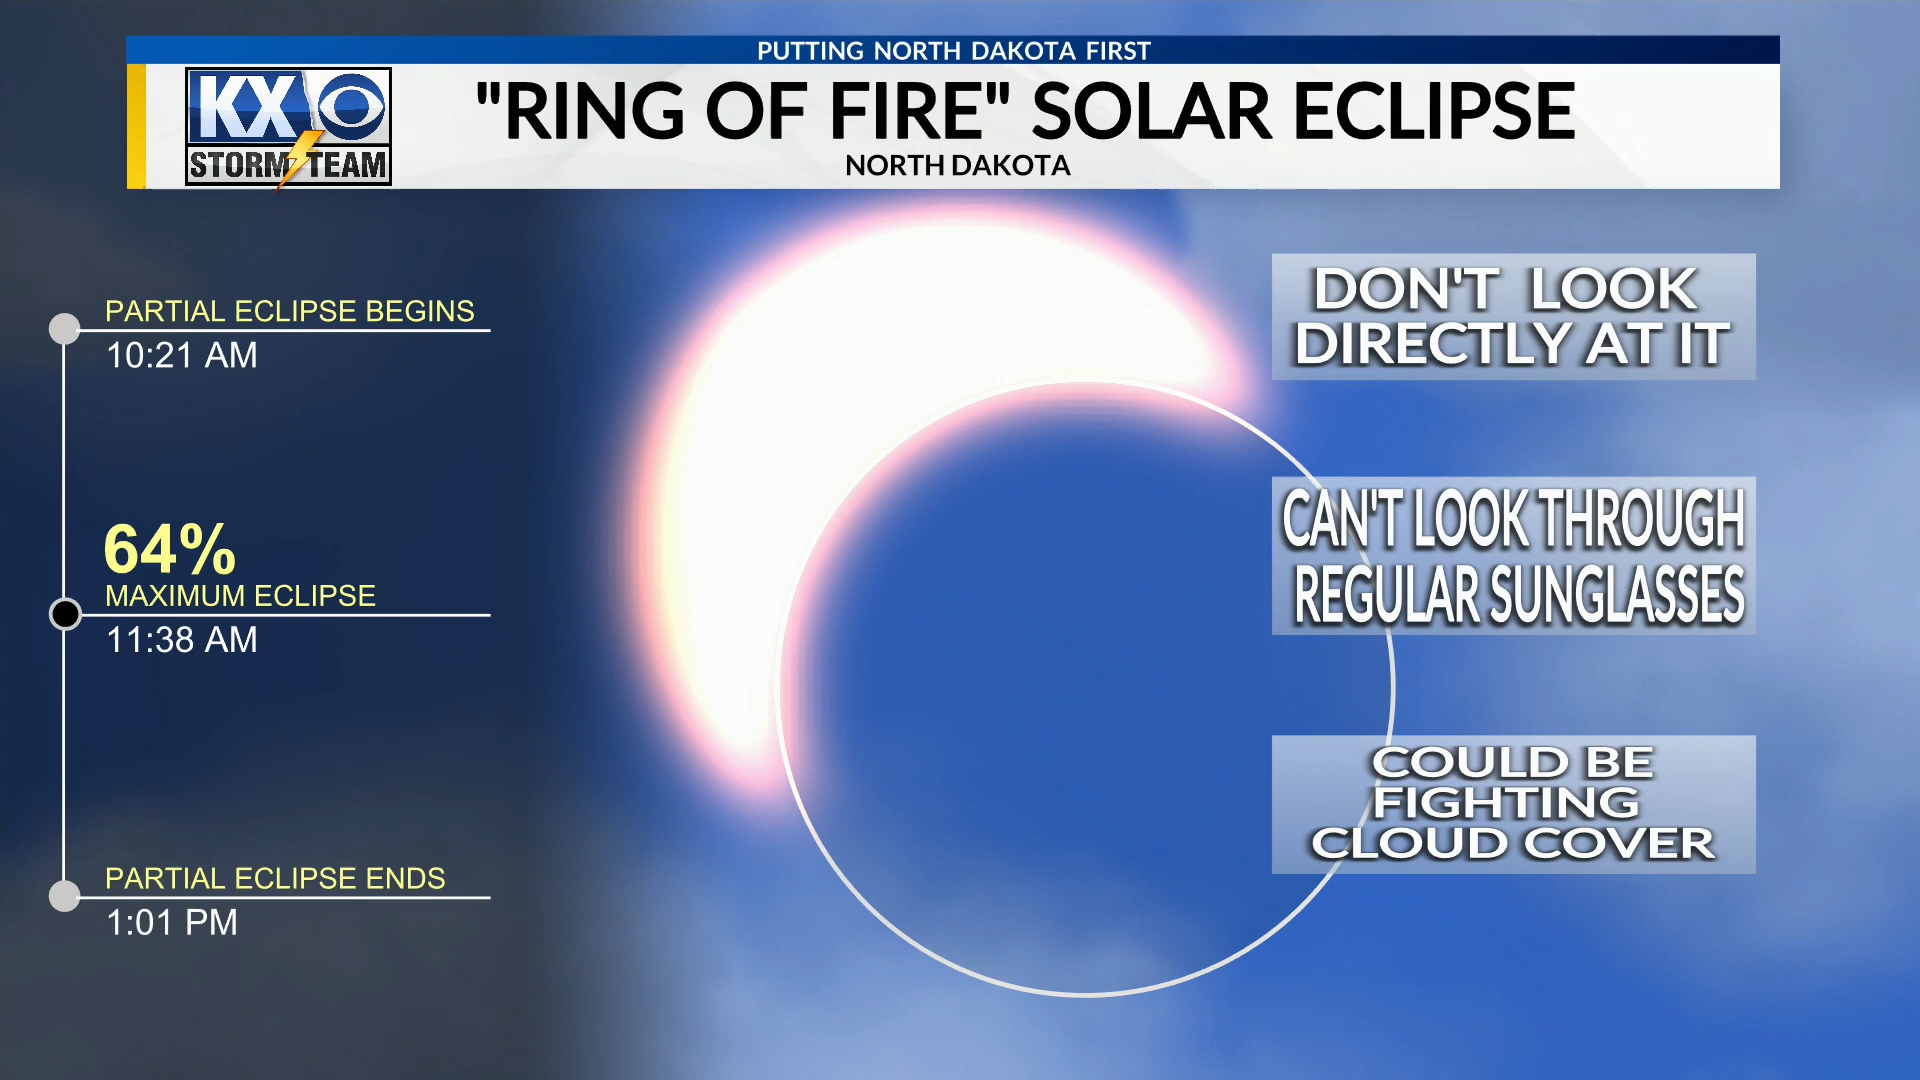 PUTTING NORTH DAKOTA FIRST
KX
STORM TEAM
"RING OF FIRE" SOLAR ECLIPSE
NORTH DAKOTA
PARTIAL ECLIPSE BEGINS
10:21 AM
64%
MAXIMUM ECLIPSE
11:38 AM
PARTIAL ECLIPSE ENDS
1:01 PM
DON'T LOOK
DIRECTLY AT IT
CAN'T LOOK THROUGH
REGULAR SUNGLASSES
COULD BE
FIGHTING
CLOUD COVER